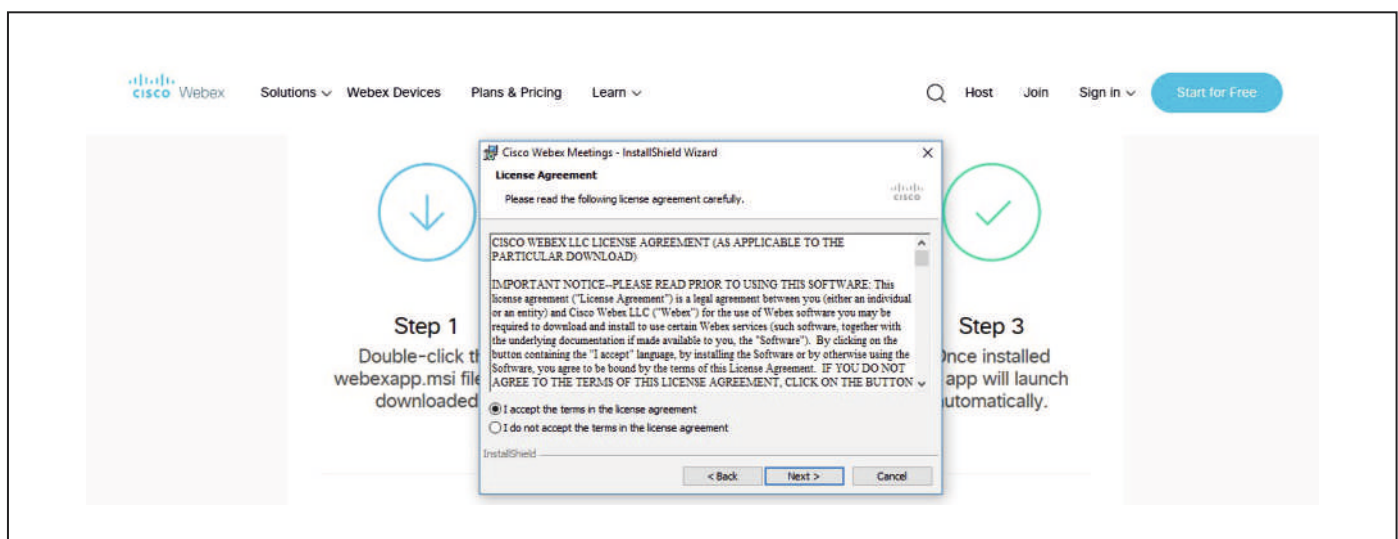 CISCO Webex Solutions Webex Devices Plans & Pricing Learn Host Join Sign in Start for Free
Cisco Webex Meetings - InstallShield Wizard
License Agreement
Please read the following license agreement carefully.
CISCO
CISCO WEBEX LLC LICENSE AGREEMENT (AS APPLICABLE TO THE
PARTICULAR DOWNLOAD)
IMPORTANT NOTICE--PLEASE READ PRIOR TO USING THIS SOFTWARE: This
license agreement ("License Agreement") is a legal agreement between you (either an individual
or an entity) and Cisco Webex LLC ("Webex") for the use of Webex software you may be
required to download and install to use certain Webex services (such software, together with
the underlying documentation if made available to you, the "Software"). By clicking on the
button containing the "I accept" language, by installing the Software or by otherwise using the
Software, you agree to be bound by the terms of this License Agreement. IF YOU DO NOT
AGREE TO THE TERMS OF THIS LICENSE AGREEMENT, CLICK ON THE BUTTON
I accept the terms in the license agreement
I do not accept the terms in the license agreement
InstallShield
< Back Next > Cancel
Step 1
Double-click
webexapp.msi file
downloaded
Step 3
installed
app will launch
automatically.